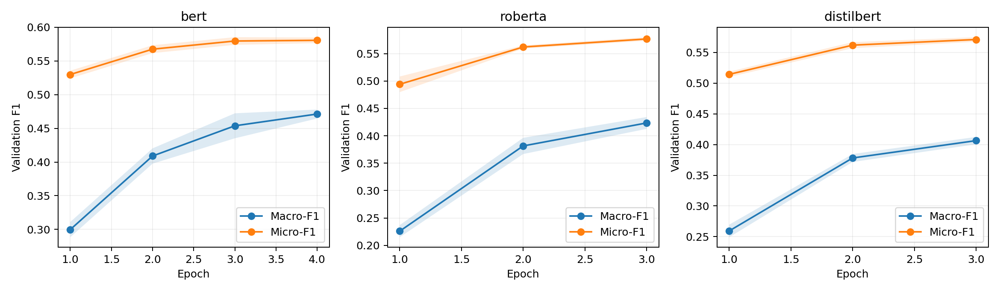 bert
0.60
0.55
0.50
0.45
0.40
0.35
0.30
Validation F1
Macro-F1
Micro-F1
1.0 1.5 2.0 2.5 3.0 3.5 4.0
Epoch
roberta
0.55
0.50
0.45
0.40
0.35
0.30
0.25
0.20
Validation F1
Macro-F1
Micro-F1
1.0 1.5 2.0 2.5 3.0
Epoch
distilbert
0.55
0.50
0.45
0.40
0.35
0.30
0.25
Validation F1
Macro-F1
Micro-F1
1.0 1.5 2.0 2.5 3.0
Epoch